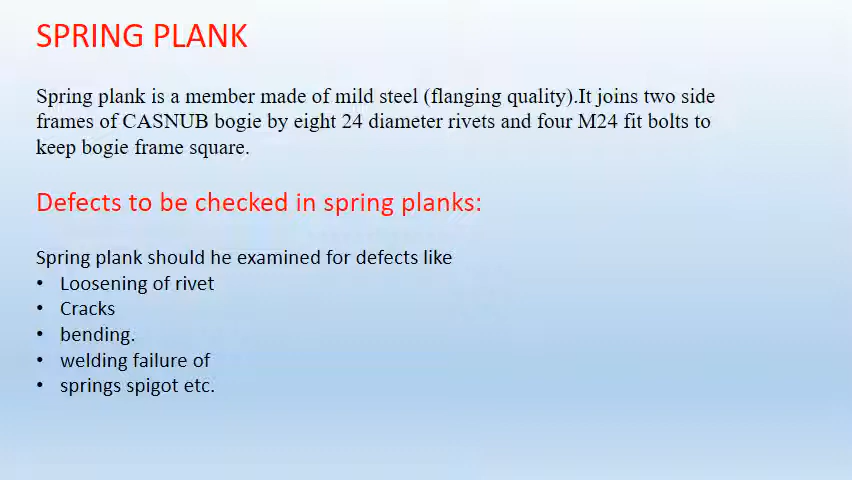 SPRING PLANK
Spring plank is a member made of mild steel (flanging quality).It joins two side
frames of CASNUB bogie by eight 24 diameter rivets and four M24 fit bolts to
keep bogie frame square.
Defects to be checked in spring planks:
Spring plank should he examined for defects like
• Loosening of rivet
• Cracks
• bending.
• welding failure of
• springs spigot etc.